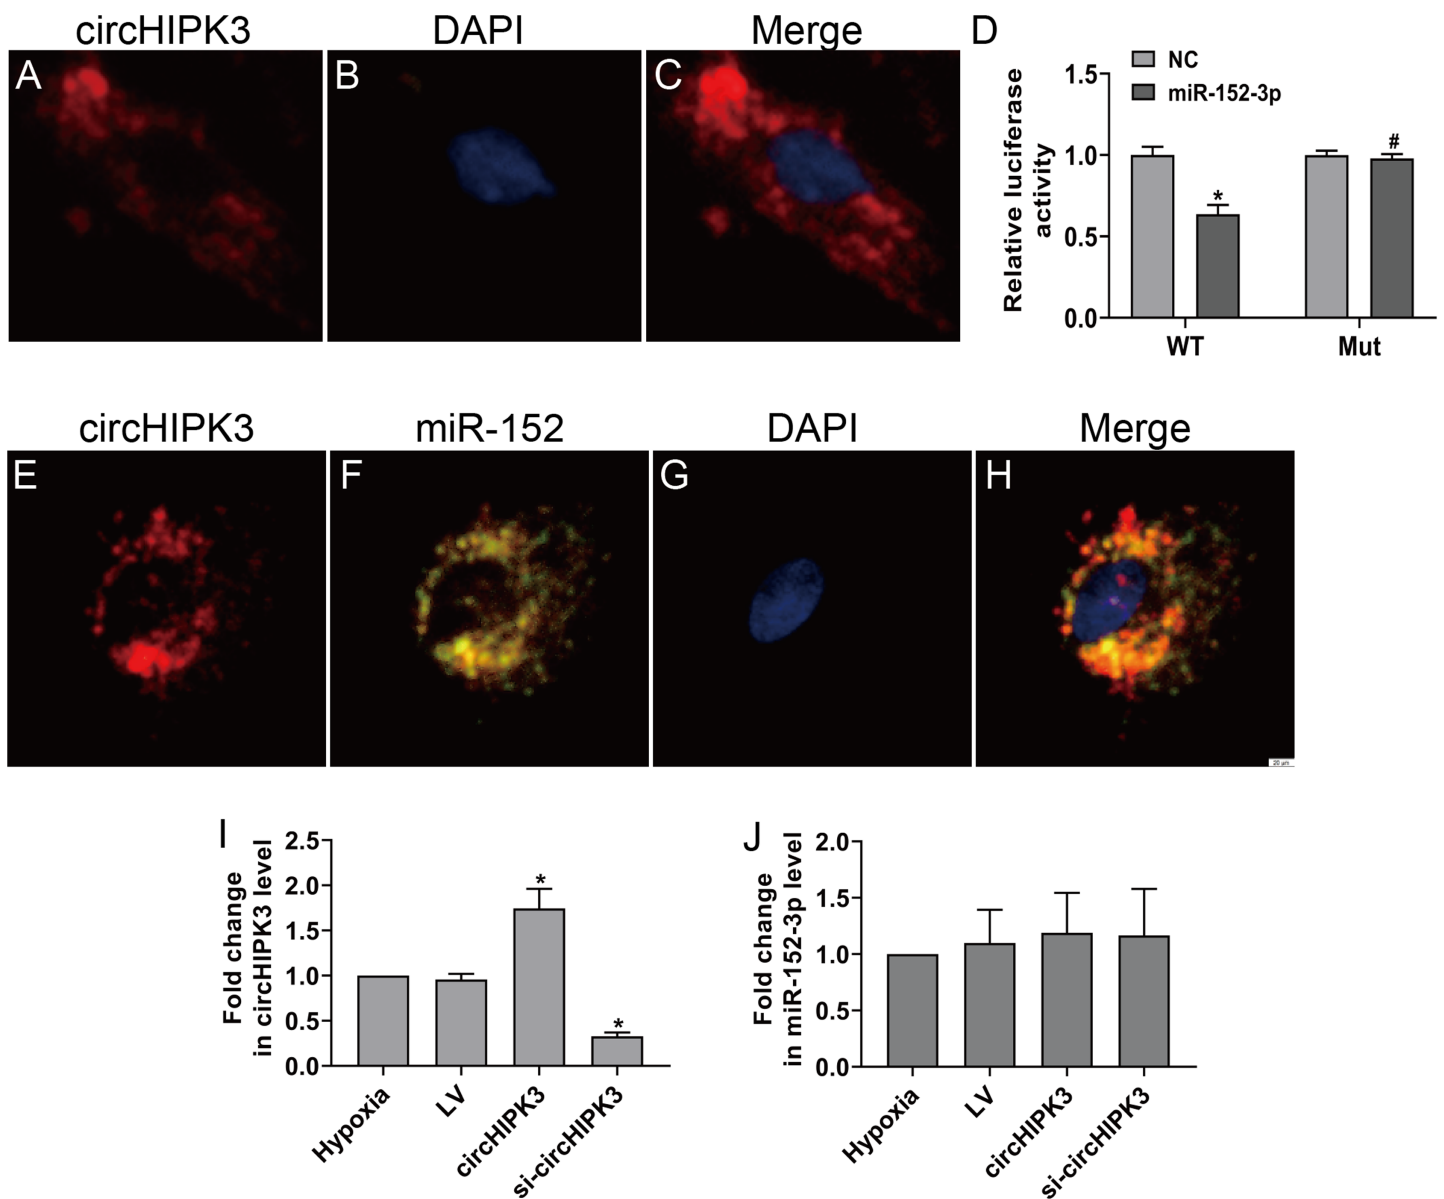 circHIPK3 DAPI Merge
A B C
D
NC
miR-152-3p
Relative luciferase
activity
1.5
1.0
0.5
0.0
* #
WT Mut
circHIPK3 miR-152 DAPI Merge
E F G H
20 µm
I
Fold change
in circHIPK3 level
2.5
2.0
1.5
1.0
0.5
0.0
* *
Hypoxia LV circHIPK3 si-circHIPK3
J
Fold change
in miR-152-3p level
2.0
1.5
1.0
0.5
0.0
Hypoxia LV circHIPK3 si-circHIPK3